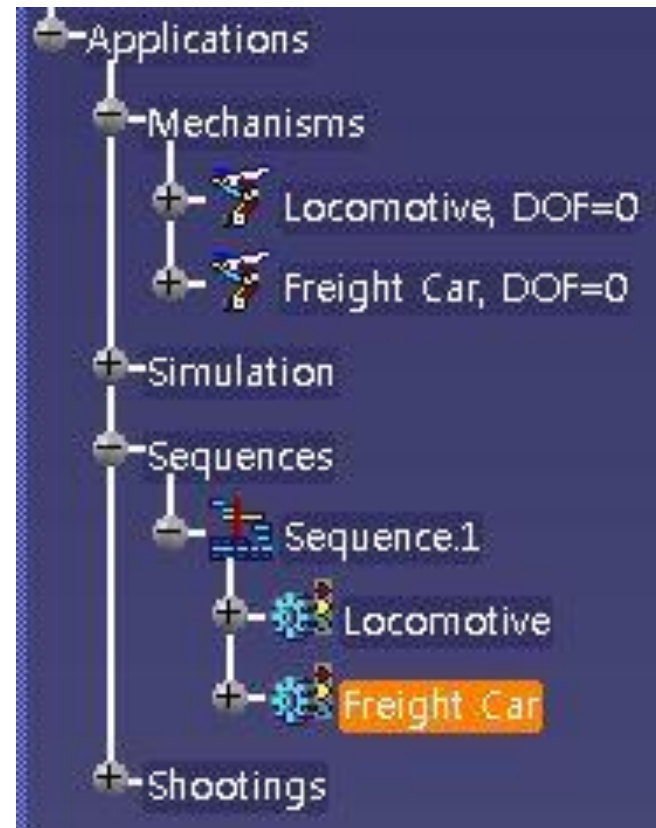 Applications
Mechanisms
Locomotive, DOF=0
Freight Car, DOF=0
Simulation
Sequences
Sequence.1
Locomotive
Freight Car
Shootings